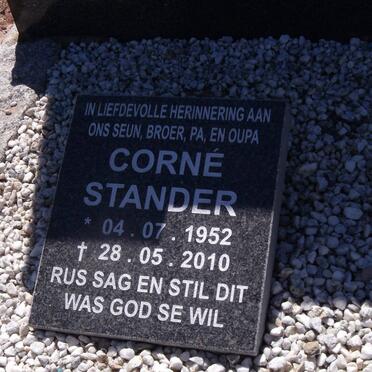 IN LIEFDEVOLLE HERINNERING AAN
ONS SEUN, BROER, PA, EN OUPA
CORNÉ
STANDER
* 04 . 07 . 1952
† 28 . 05 . 2010
RUS SAG EN STIL DIT
WAS GOD SE WIL